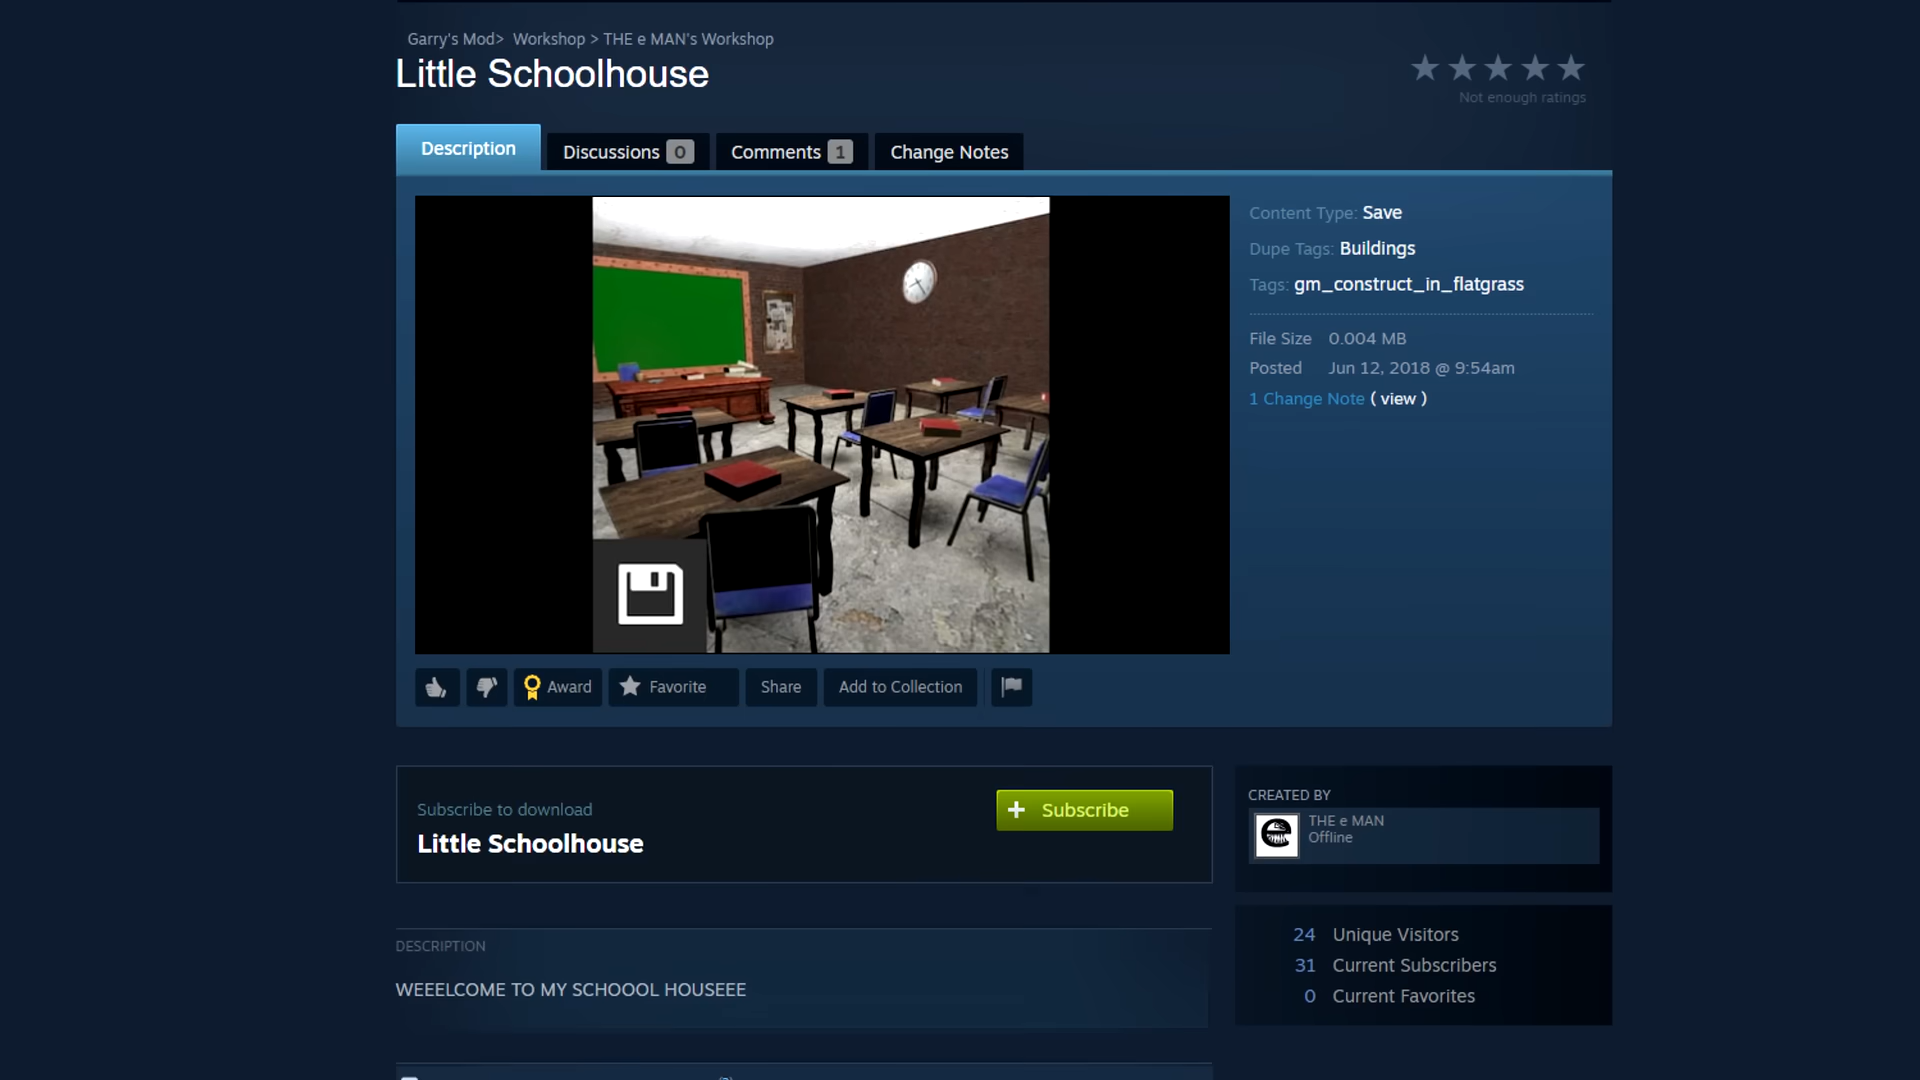 Garry's Mod> Workshop > THE e MAN's Workshop
Little Schoolhouse
Not enough ratings
Description Discussions 0 Comments 1 Change Notes
Content Type: Save
Dupe Tags: Buildings
Tags: gm_construct_in_flatgrass
File Size 0.004 MB
Posted Jun 12, 2018 @ 9:54am
1 Change Note ( view )
Award Favorite Share Add to Collection
Subscribe to download
Little Schoolhouse
Subscribe
CREATED BY
THE e MAN
Offline
24 Unique Visitors
31 Current Subscribers
0 Current Favorites
DESCRIPTION
WEEELCOME TO MY SCHOOOL HOUSEEE